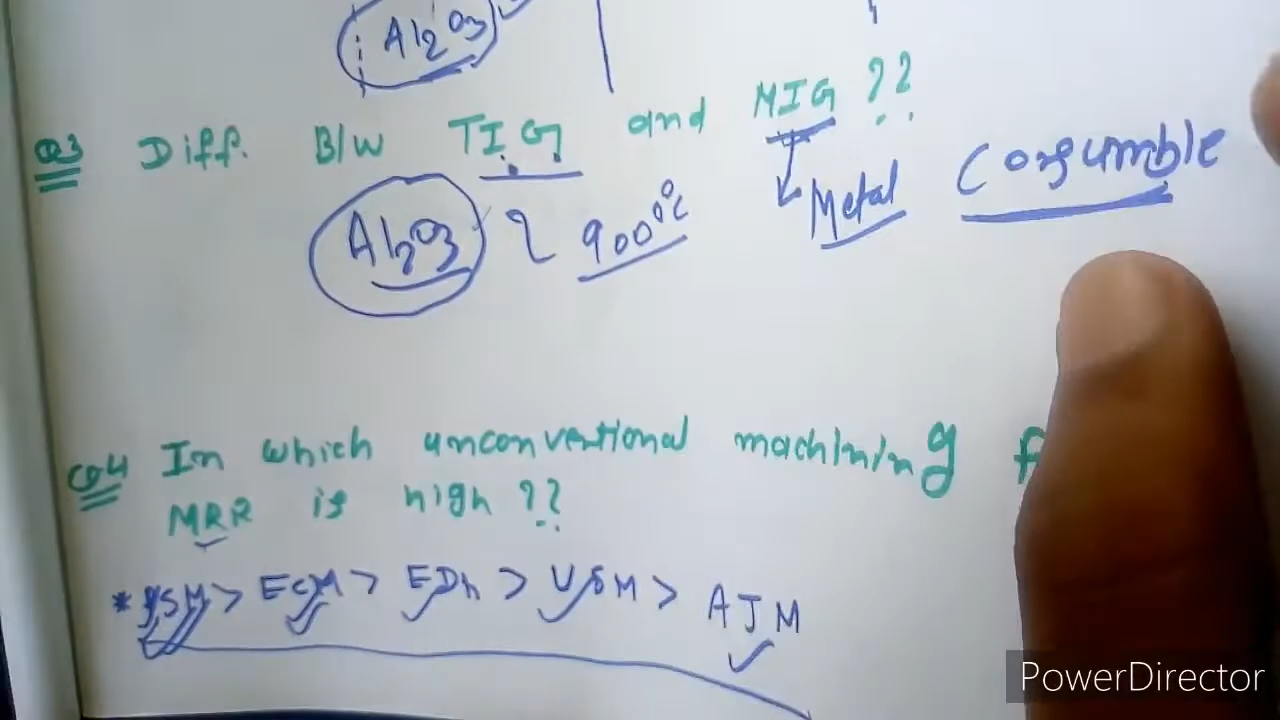 Al2O3
Q3 Diff. B/W TIG and MIG ??
Metal Consumble
Al2O3 900°C
Q4 In which unconventional machining
MRR is high ??
* > ECM > EDM > USM > AJM
PowerDirector